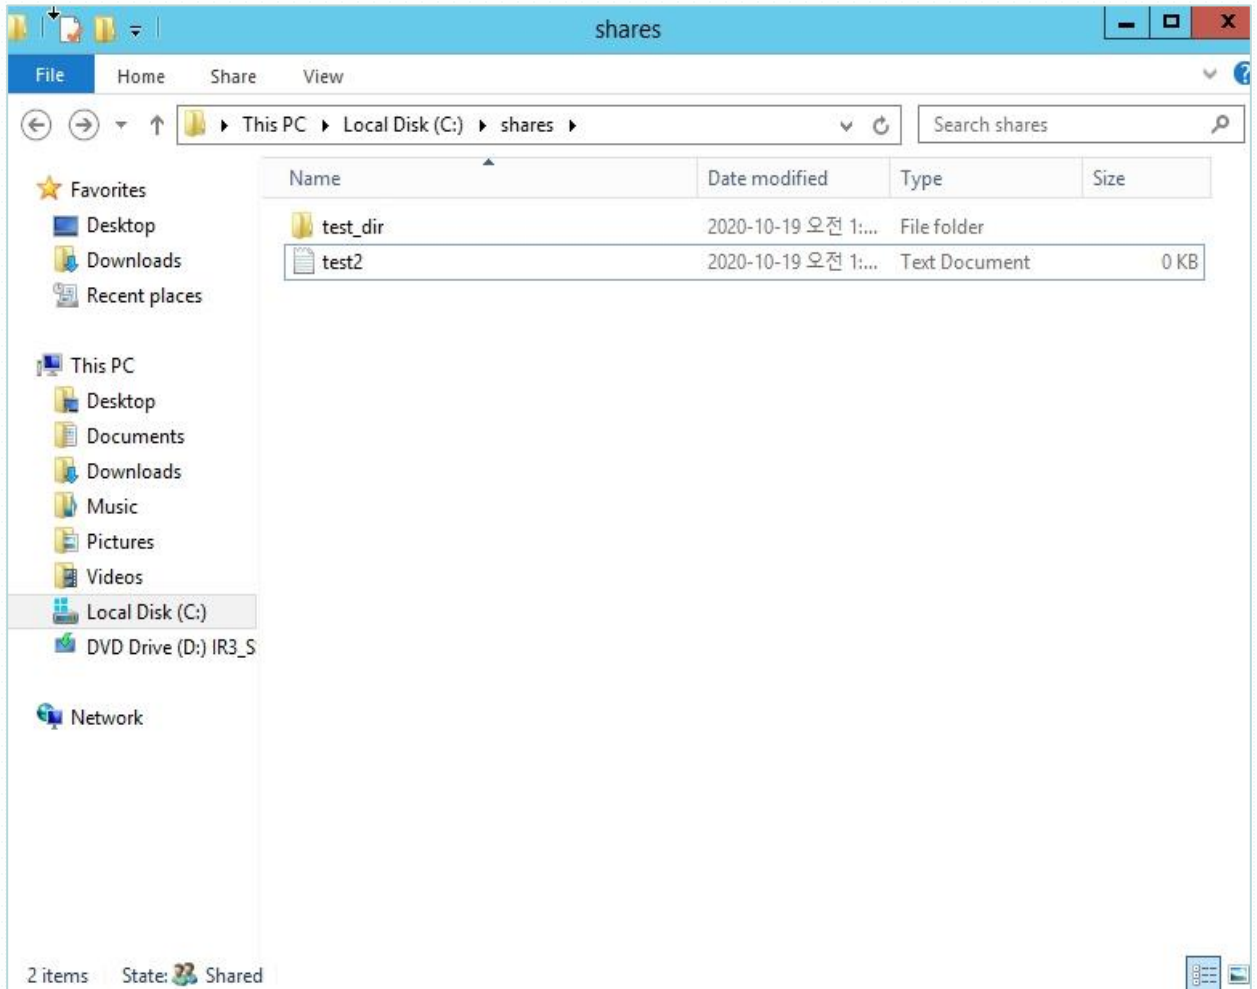 shares
File Home Share View
This PC Local Disk (C:) shares
Search shares
Name Date modified Type Size
test_dir 2020-10-19 오전 1:... File folder
test2 2020-10-19 오전 1:... Text Document 0 KB
Favorites
Desktop
Downloads
Recent places
This PC
Desktop
Documents
Downloads
Music
Pictures
Videos
Local Disk (C:)
DVD Drive (D:) IR3_S
Network
2 items State: Shared